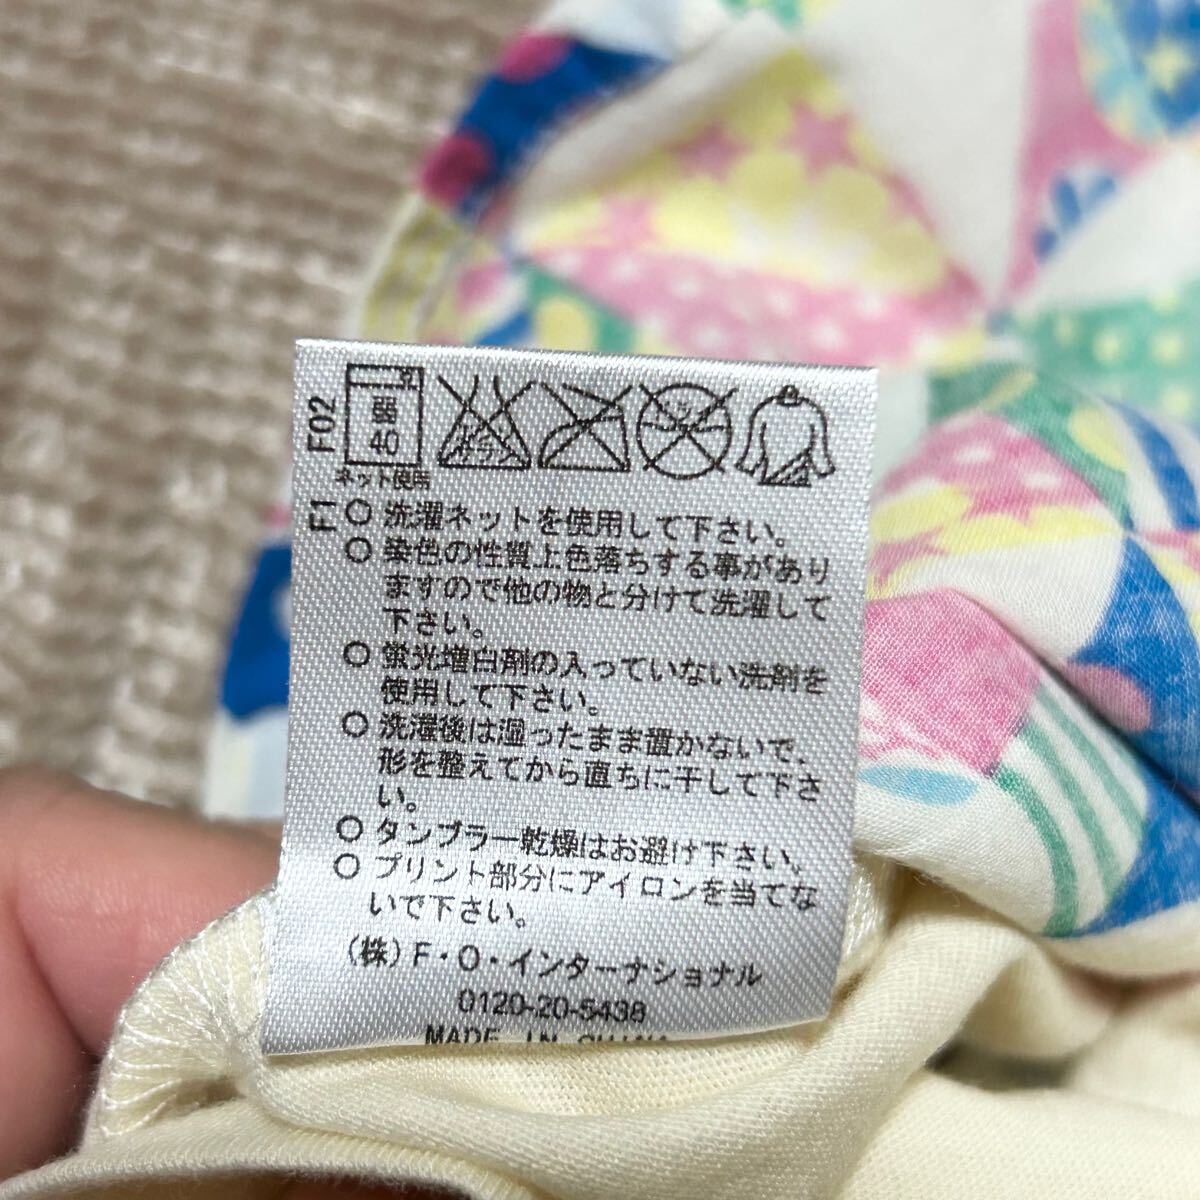 F02
弱
40
ネット使用
F1
○ 洗濯ネットを使用して下さい。
○ 染色の性質上色落ちする事があり
ますので他の物と分けて洗濯して
下さい。
○ 蛍光増白剤の入っていない洗剤を
使用して下さい。
○ 洗濯後は湿ったまま置かないで、
形を整えてから直ちに干して下さ
い。
○ タンブラー乾燥はお避け下さい。
○ プリント部分にアイロンを当てな
いで下さい。
(株)F・O・インターナショナル
0120-20-5438
MADE IN CHINA